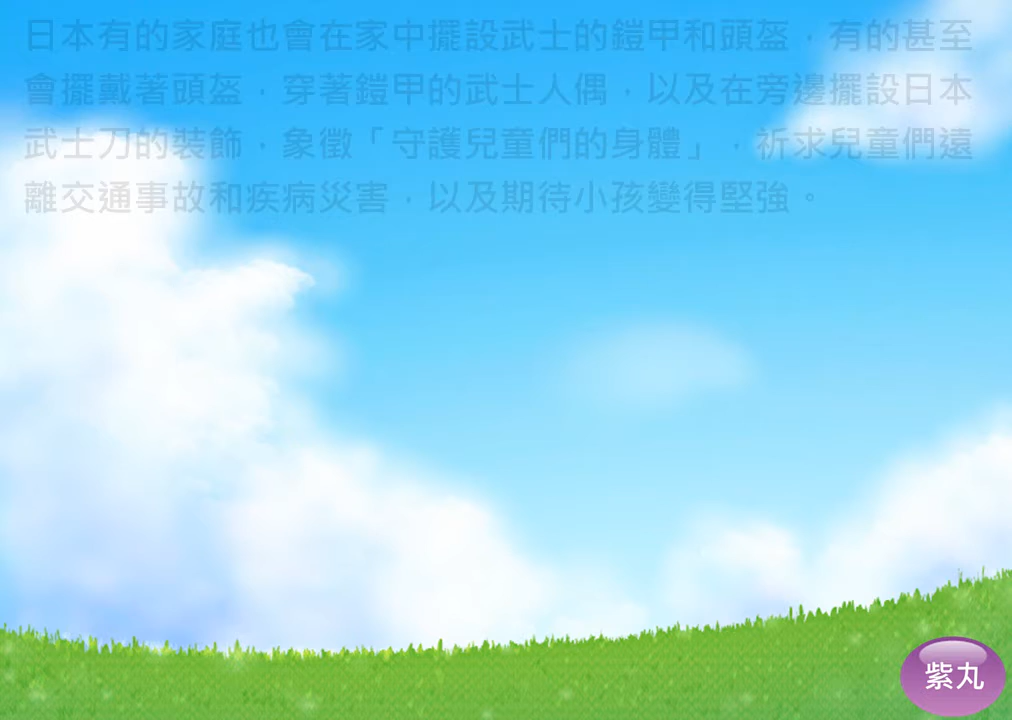 日本有的家庭也會在家中擺設武士的鎧甲和頭盔，有的甚至
會擺戴著頭盔，穿著鎧甲的武士人偶，以及在旁邊擺設日本
武士刀的裝飾，象徵「守護兒童們的身體」，祈求兒童們遠
離交通事故和疾病災害，以及期待小孩變得堅強。
紫丸